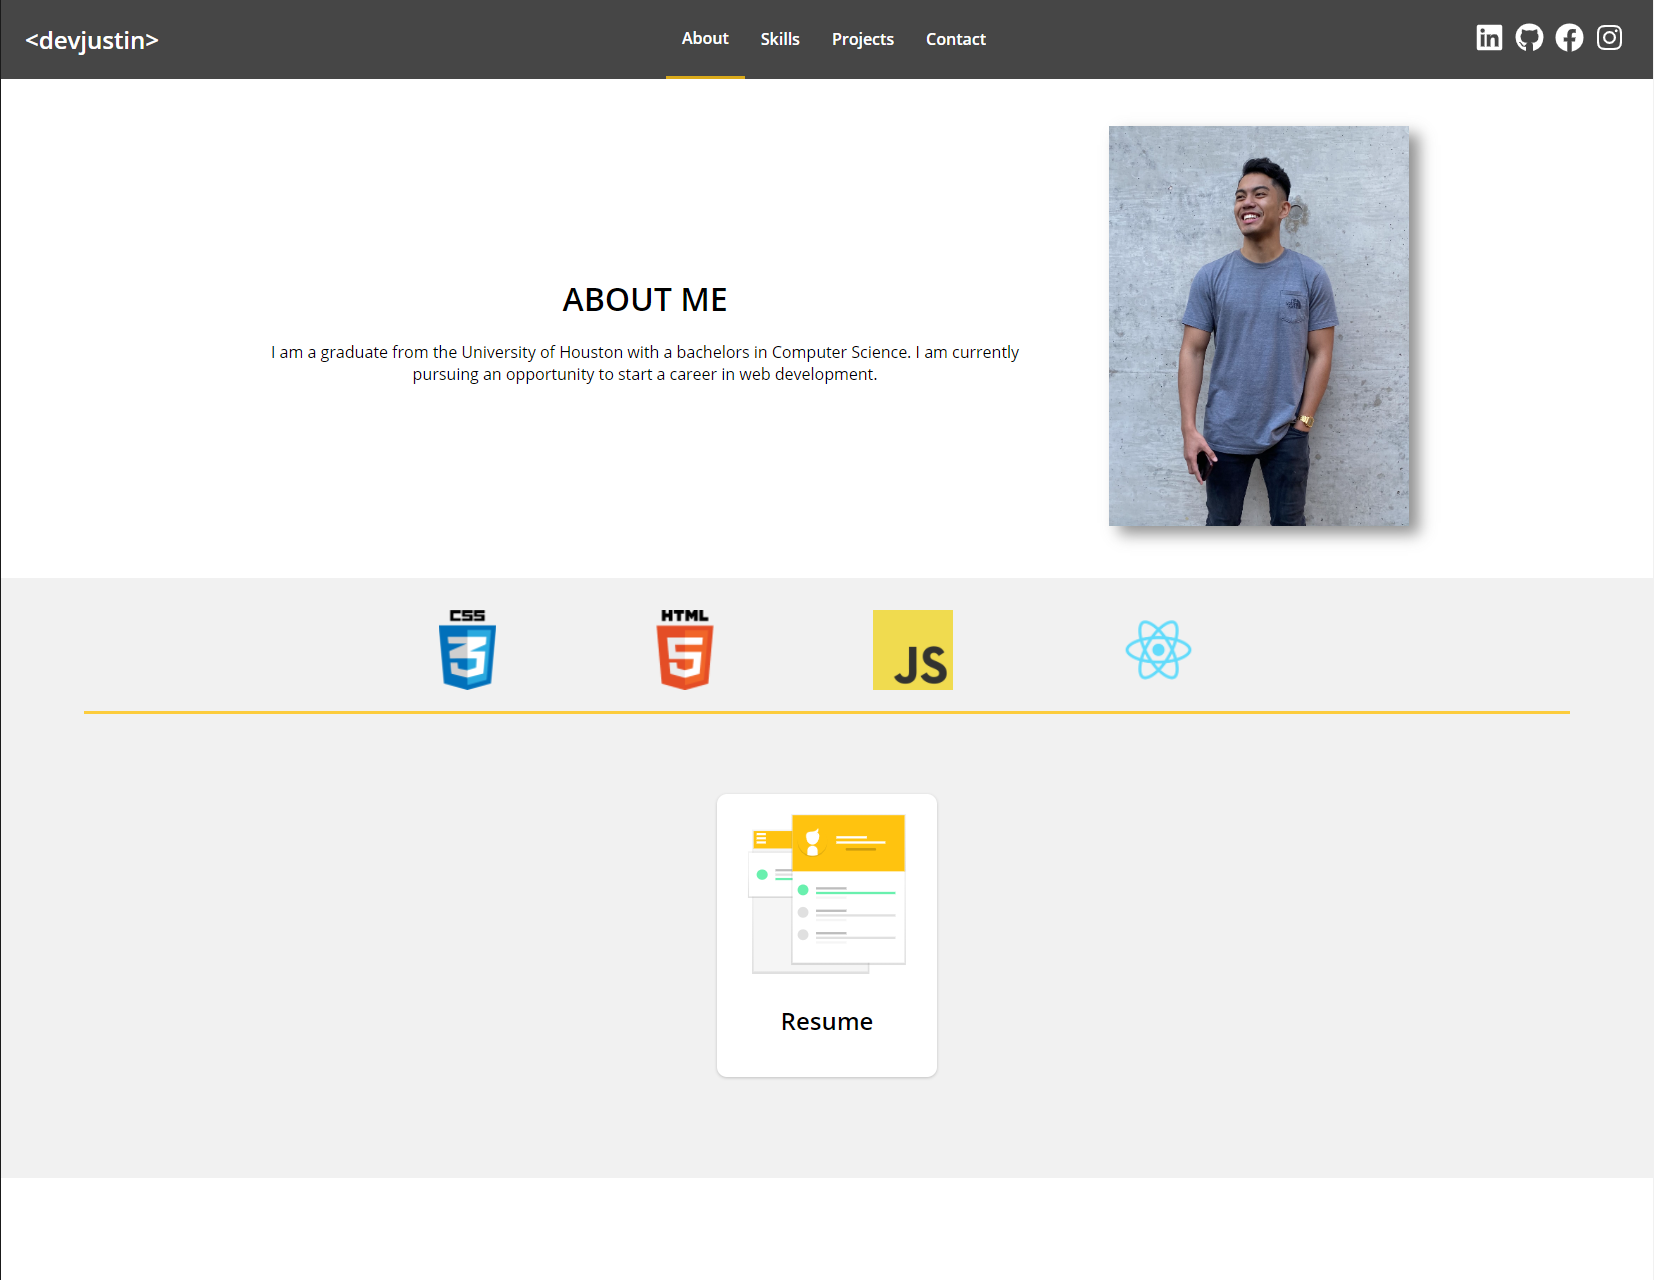 <devjustin>
About
Skills
Projects
Contact
ABOUT ME
I am a graduate from the University of Houston with a bachelors in Computer Science. I am currently
pursuing an opportunity to start a career in web development.
CSS
3
HTML
5
JS
Resume